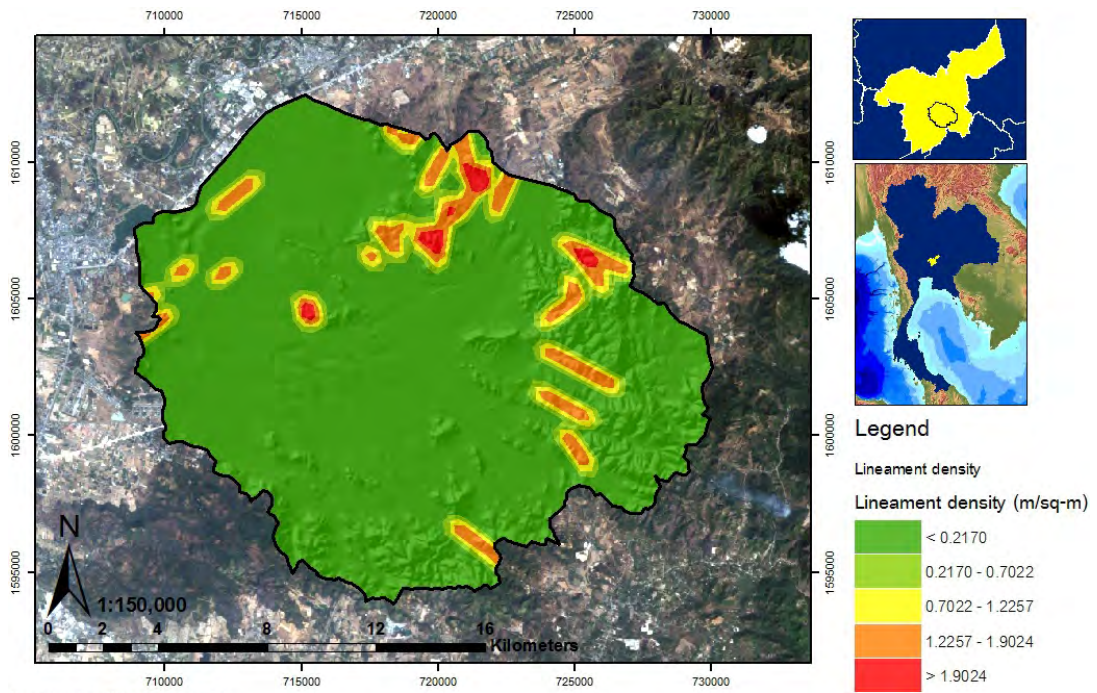 710000 715000 720000 725000 730000
1610000 1610000
1605000 1605000
1600000 1600000
1595000 1595000
N
1:150,000
0 2 4 8 12 16
Kilometers
710000 715000 720000 725000 730000
Legend
Lineament density
Lineament density (m/sq-m)
< 0.2170
0.2170 - 0.7022
0.7022 - 1.2257
1.2257 - 1.9024
> 1.9024